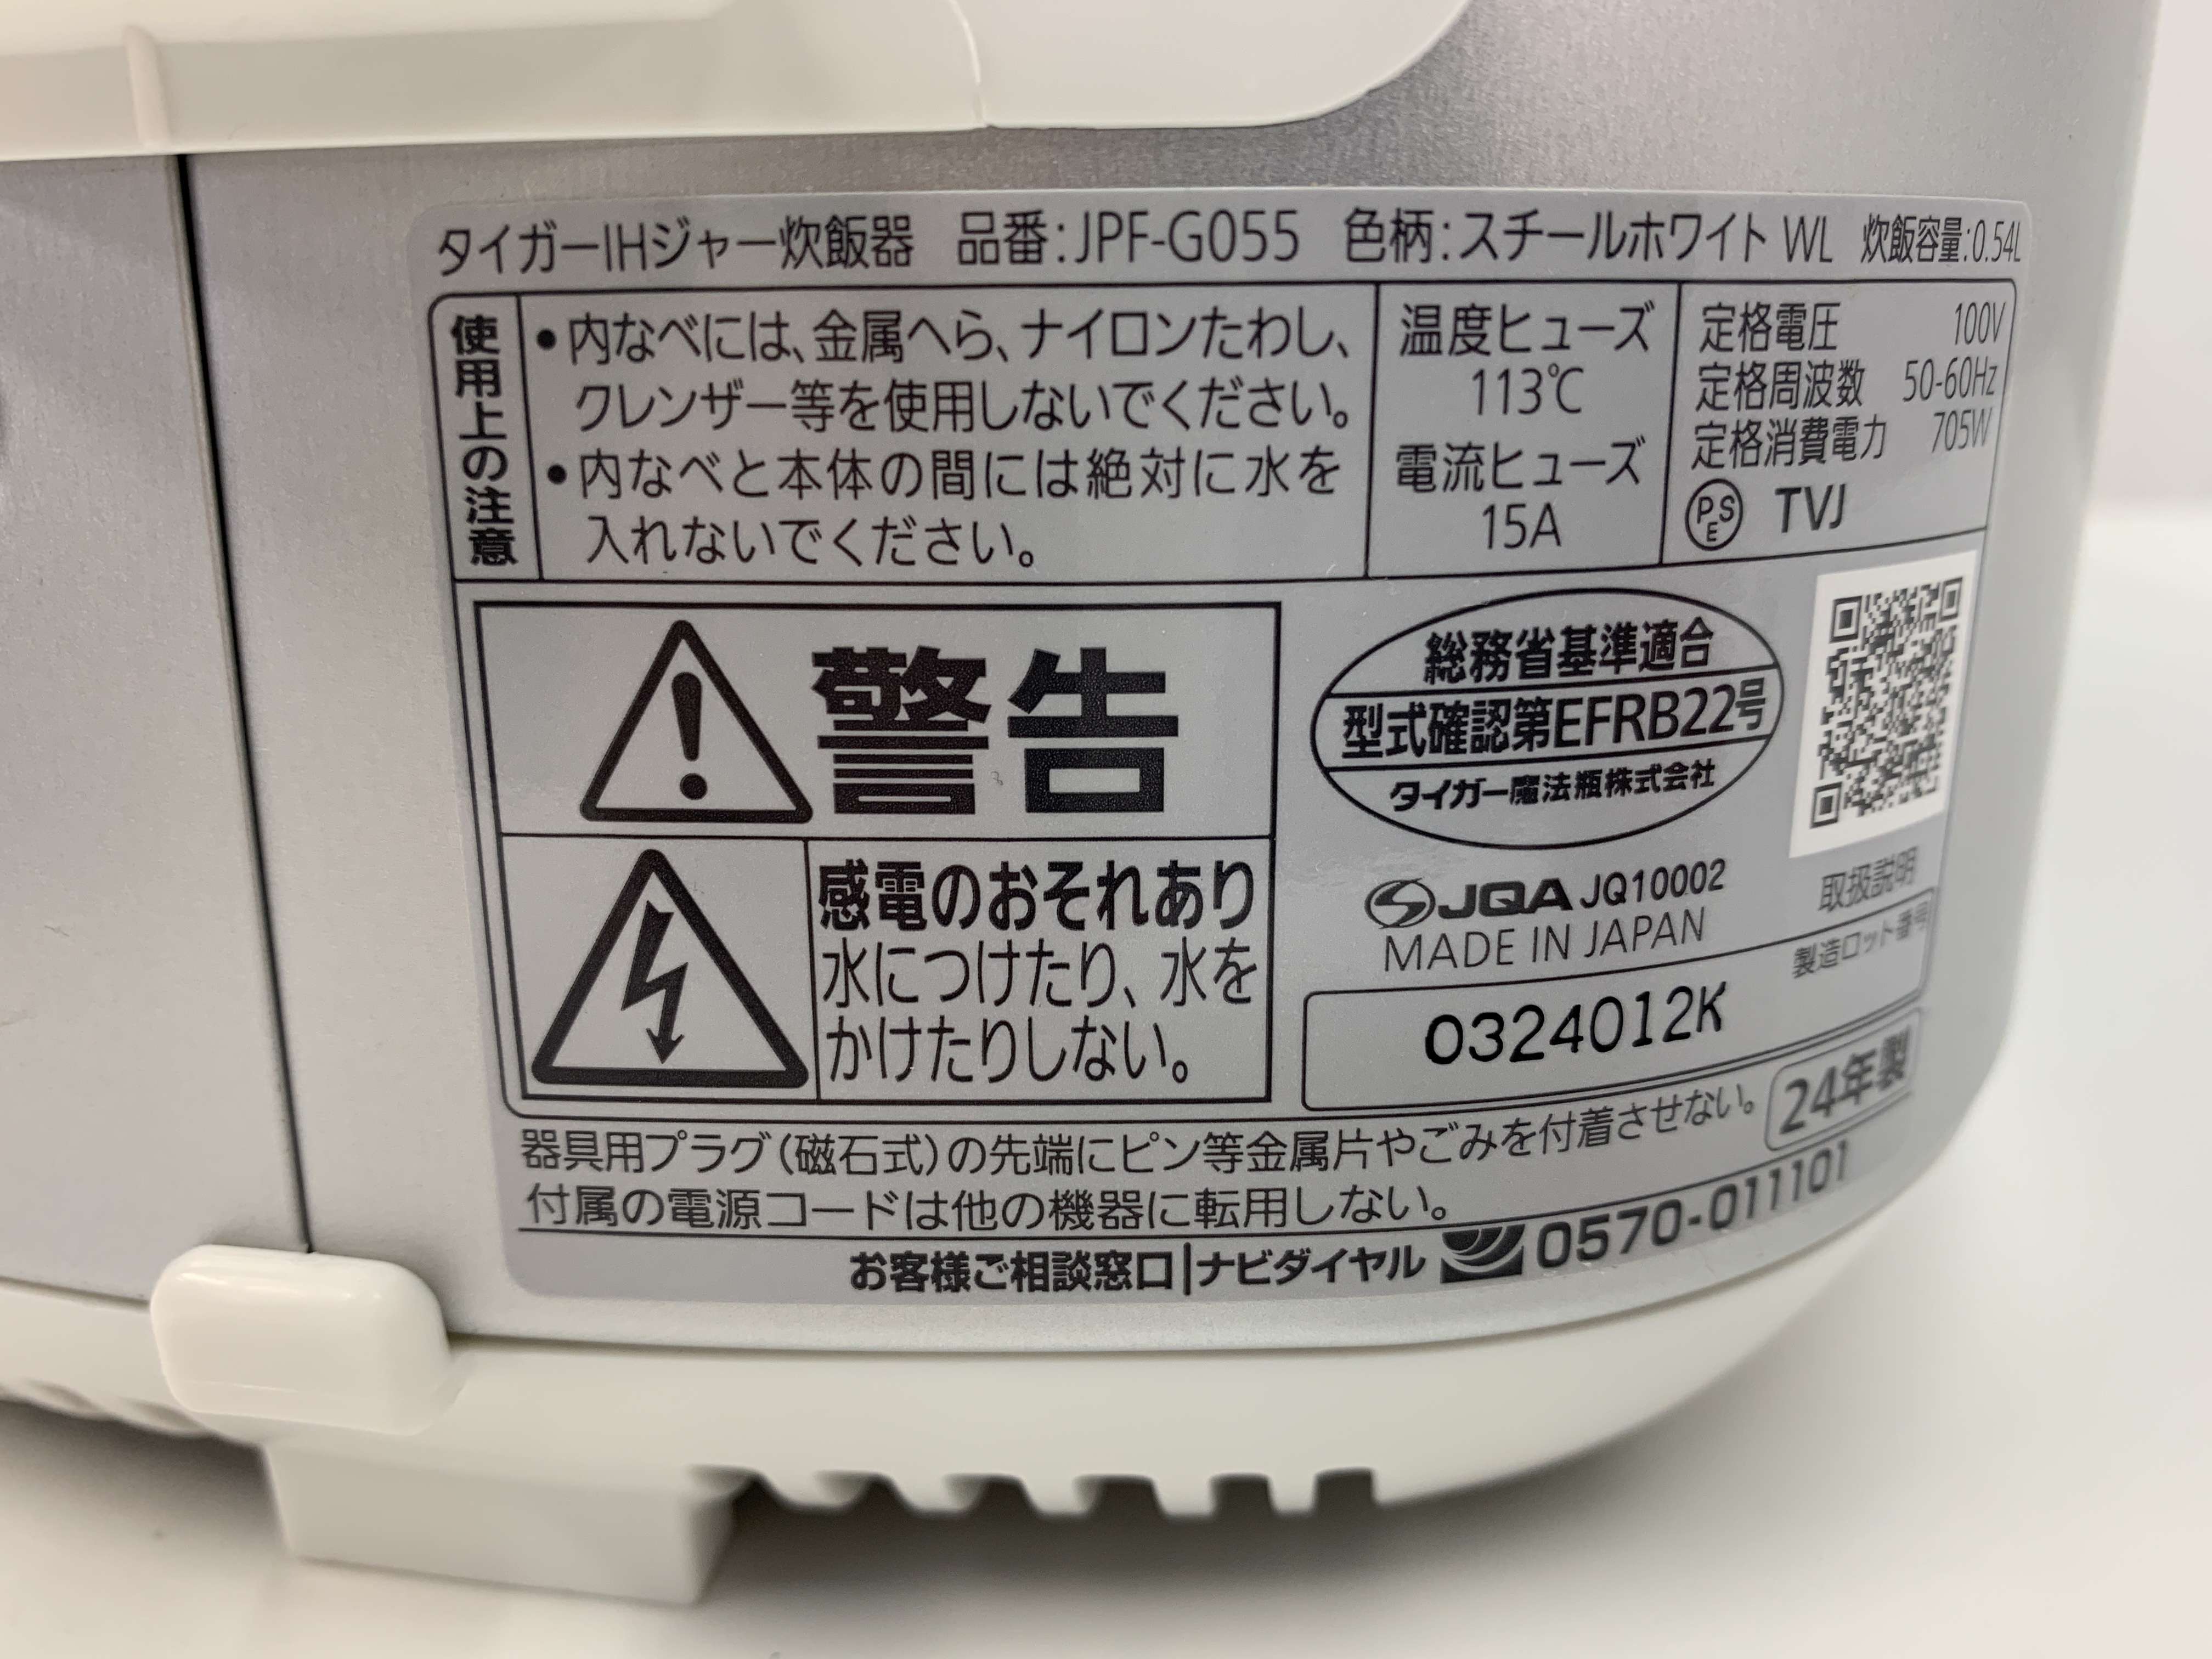 タイガーIHジャー炊飯器 品番:JPF-G055 色柄:スチールホワイト WL 炊飯容量:0.54L
使用上の注意
•内なべには、金属へら、ナイロンたわし、
クレンザー等を使用しないでください。
•内なべと本体の間には絶対に水を
入れないでください。
温度ヒューズ
113℃
電流ヒューズ
15A
定格電圧 100V
定格周波数 50-60Hz
定格消費電力 705W
PSE TVJ
警告
感電のおそれあり
水につけたり、水を
かけたりしない。
総務省基準適合
型式確認第EFRB22号
タイガー魔法瓶株式会社
取扱説明
JQA JQ10002
MADE IN JAPAN
製造ロット番号
0324012K
24年製
器具用プラグ(磁石式)の先端にピン等金属片やごみを付着させない。
付属の電源コードは他の機器に転用しない。
お客様ご相談窓口|ナビダイヤル 0570-011101